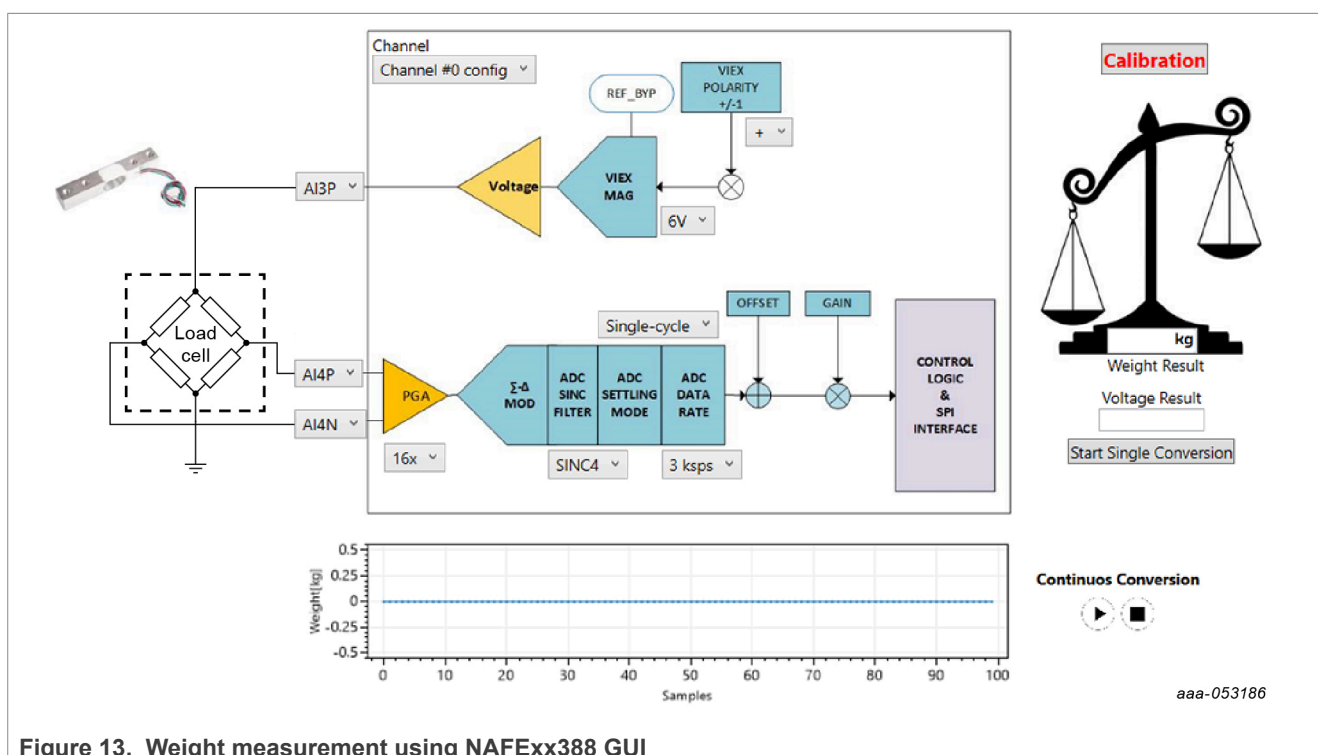 Channel
Channel #0 config
Calibration
REF_BYP
VIEX
POLARITY
+/-1
+
AI3P
Voltage
VIEX
MAG
6V
Load
cell
AI4P
AI4N
PGA
16x
Σ-Δ
MOD
ADC
SINC
FILTER
SINC4
Single-cycle
ADC
SETTLING
MODE
ADC
DATA
RATE
3 ksps
OFFSET
GAIN
CONTROL
LOGIC
&
SPI
INTERFACE
kg
Weight Result
Voltage Result
Start Single Conversion
Weight[kg]
0.5
0.25
0
-0.25
-0.5
0 10 20 30 40 50 60 70 80 90 100
Samples
Continuos Conversion
aaa-053186
Figure 13. Weight measurement using NAFExx388 GUI